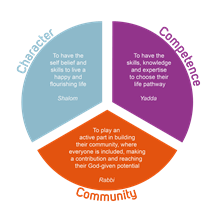 Character
To have the
self belief and
skills to live a
happy and
flourishing life
Shalom
Competence
To have the
skills, knowledge
and expertise
to choose their
life pathway
Yadda
To play an
active part in building
their community, where
everyone is included, making
a contribution and reaching
their God-given potential
Rabbi
Community